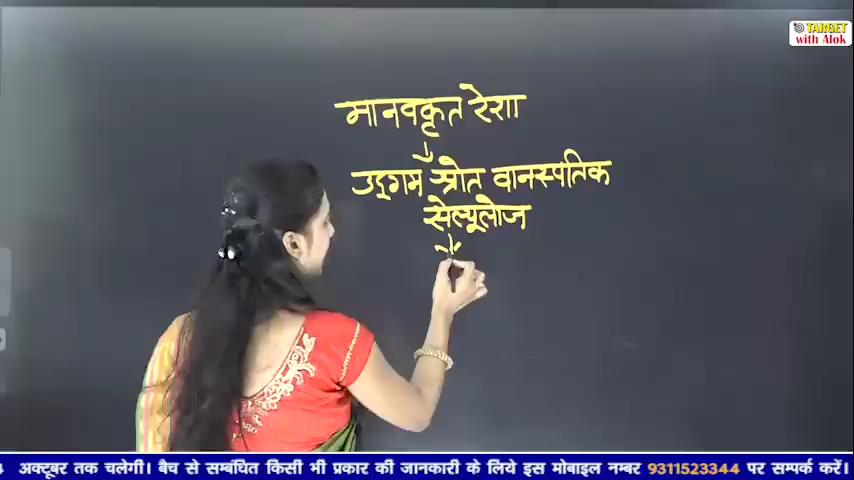 TARGET
with Alok
मानवकृत रेशा
उद्गम स्रोत वानस्पतिक
सेल्यूलोज
अक्टूबर तक चलेगी। बैच से सम्बंधित किसी भी प्रकार की जानकारी के लिये इस मोबाइल नम्बर 9311523344 पर सम्पर्क करें।